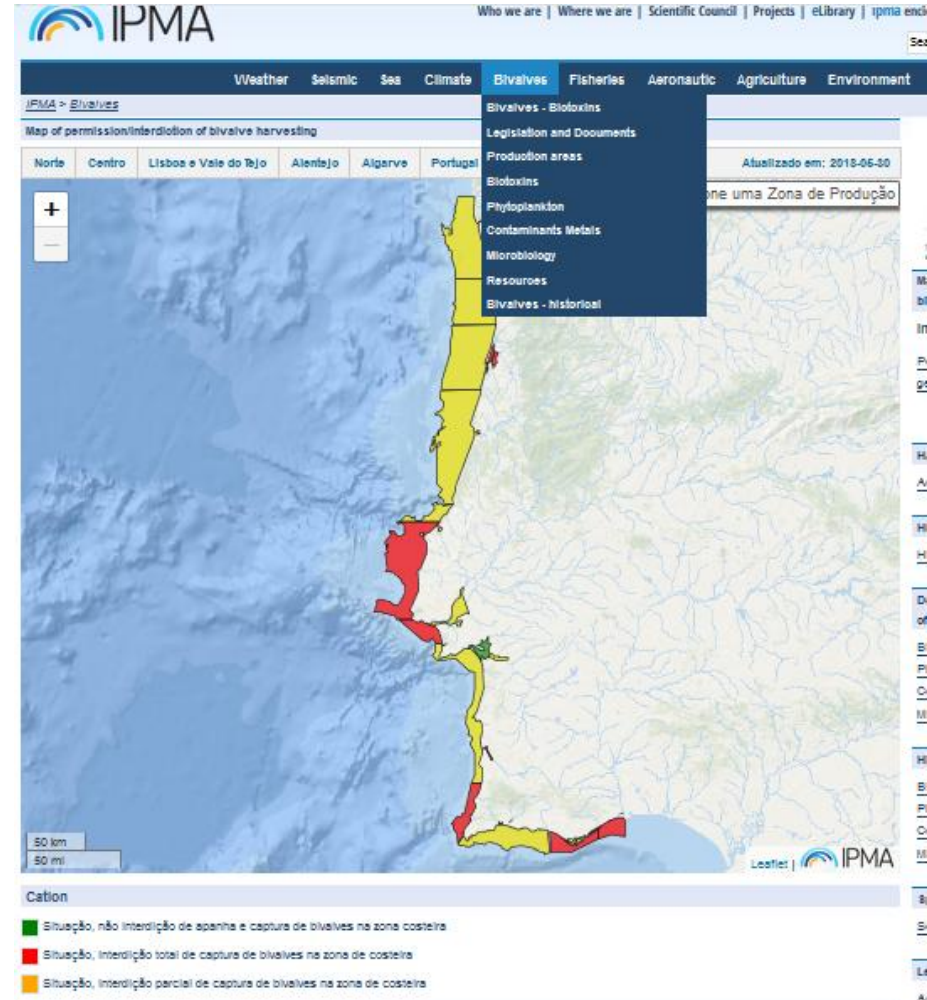 IPMA
Who we are | Where we are | Scientific Council | Projects | eLibrary | ipma
Weather Seismic Sea Climate Bivalves Fisheries Aeronautic Agriculture Environment
IPMA > Bivalves
Map of permission/interdiction of bivalve harvesting
Norte Centro Lisboa e Vale do Tejo Alentejo Algarve Portugal Atualizado em:
Bivalves - Biotoxins
Legislation and Documents
Production areas
Biotoxins
Phytoplankton
Contaminants Metals
Microbiology
Resources
Bivalves - historical
uma Zona de Produção
+
−
50 km
50 mi
Leaflet | IPMA
Cation
Situação, não interdição de apanha e captura de bivalves na zona costeira
Situação, interdição total de captura de bivalves na zona de costeira
Situação, interdição parcial de captura de bivalves na zona de costeira